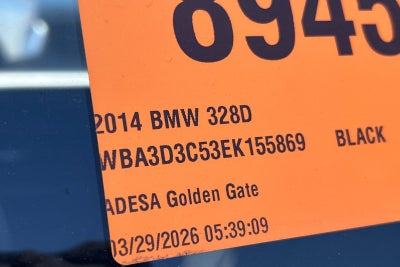 8945
2014 BMW 328D
WBA3D3C53EK155869 BLACK
ADESA Golden Gate
03/29/2026 05:39:09